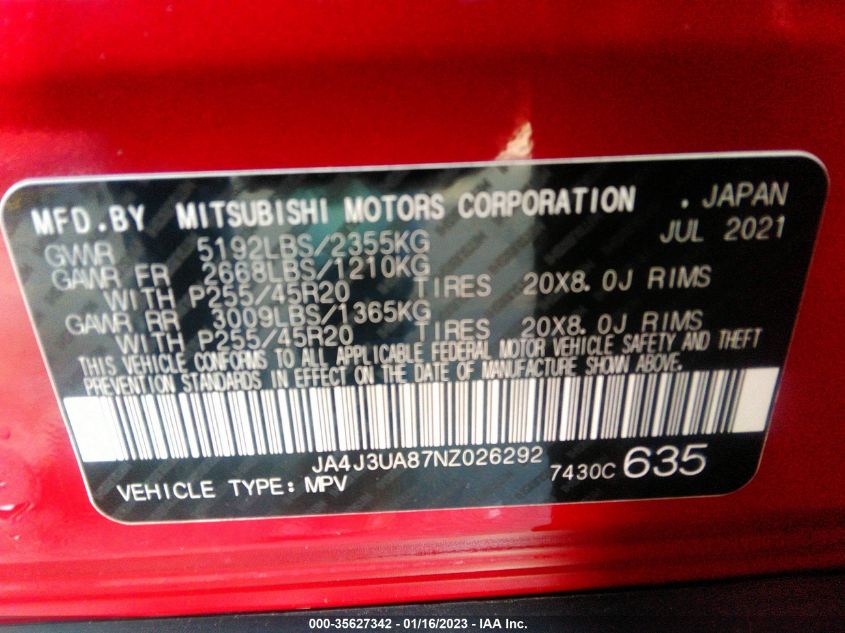 MFD.BY MITSUBISHI MOTORS CORPORATION . JAPAN
GVWR 5192LBS/2355KG JUL 2021
GAWR FR 2668LBS/1210KG
WITH P255/45R20 TIRES 20X8.0J RIMS
GAWR RR 3009LBS/1365KG
WITH P255/45R20 TIRES 20X8.0J RIMS
THIS VEHICLE CONFORMS TO ALL APPLICABLE FEDERAL MOTOR VEHICLE SAFETY AND THEFT
PREVENTION STANDARDS IN EFFECT ON THE DATE OF MANUFACTURE SHOWN ABOVE.
JA4J3UA87NZ026292
VEHICLE TYPE: MPV 7430C 635
000-35627342 / 01/16/2023 - IAA Inc.